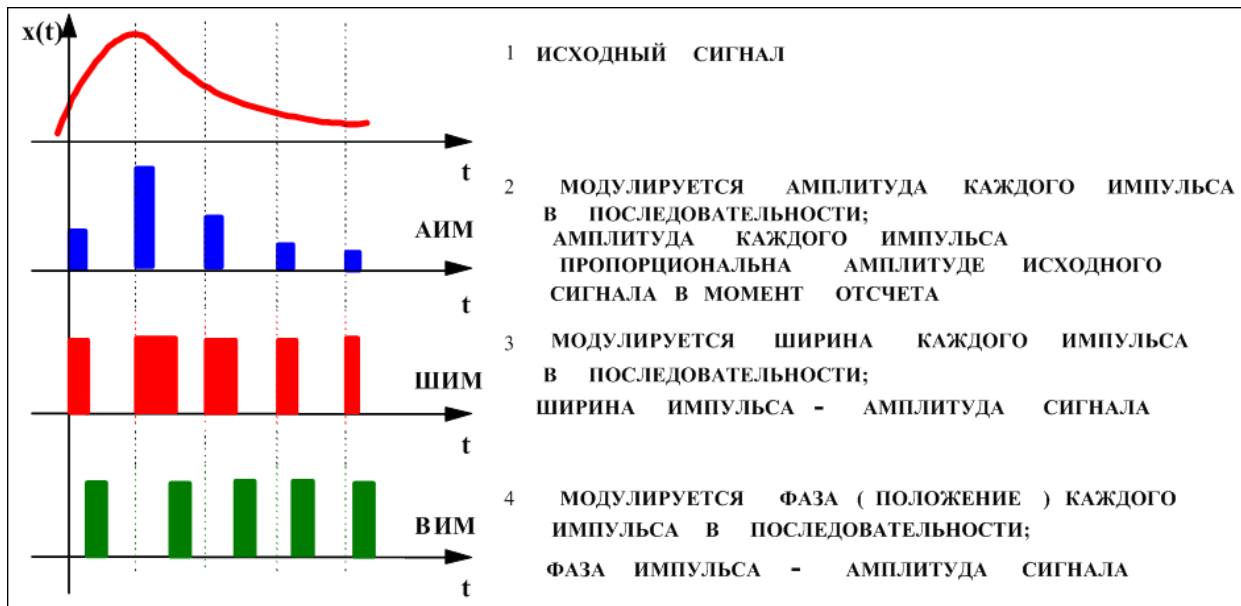 x(t)
1 ИСХОДНЫЙ СИГНАЛ
t
2 МОДУЛИРУЕТСЯ АМПЛИТУДА КАЖДОГО ИМПУЛЬСА
В ПОСЛЕДОВАТЕЛЬНОСТИ;
АИМ
АМПЛИТУДА КАЖДОГО ИМПУЛЬСА
ПРОПОРЦИОНАЛЬНА АМПЛИТУДЕ ИСХОДНОГО
СИГНАЛА В МОМЕНТ ОТСЧЕТА
t
3 МОДУЛИРУЕТСЯ ШИРИНА КАЖДОГО ИМПУЛЬСА
В ПОСЛЕДОВАТЕЛЬНОСТИ;
ШИМ
ШИРИНА ИМПУЛЬСА - АМПЛИТУДА СИГНАЛА
t
4 МОДУЛИРУЕТСЯ ФАЗА ( ПОЛОЖЕНИЕ ) КАЖДОГО
ИМПУЛЬСА В ПОСЛЕДОВАТЕЛЬНОСТИ;
ВИМ
ФАЗА ИМПУЛЬСА - АМПЛИТУДА СИГНАЛА
t